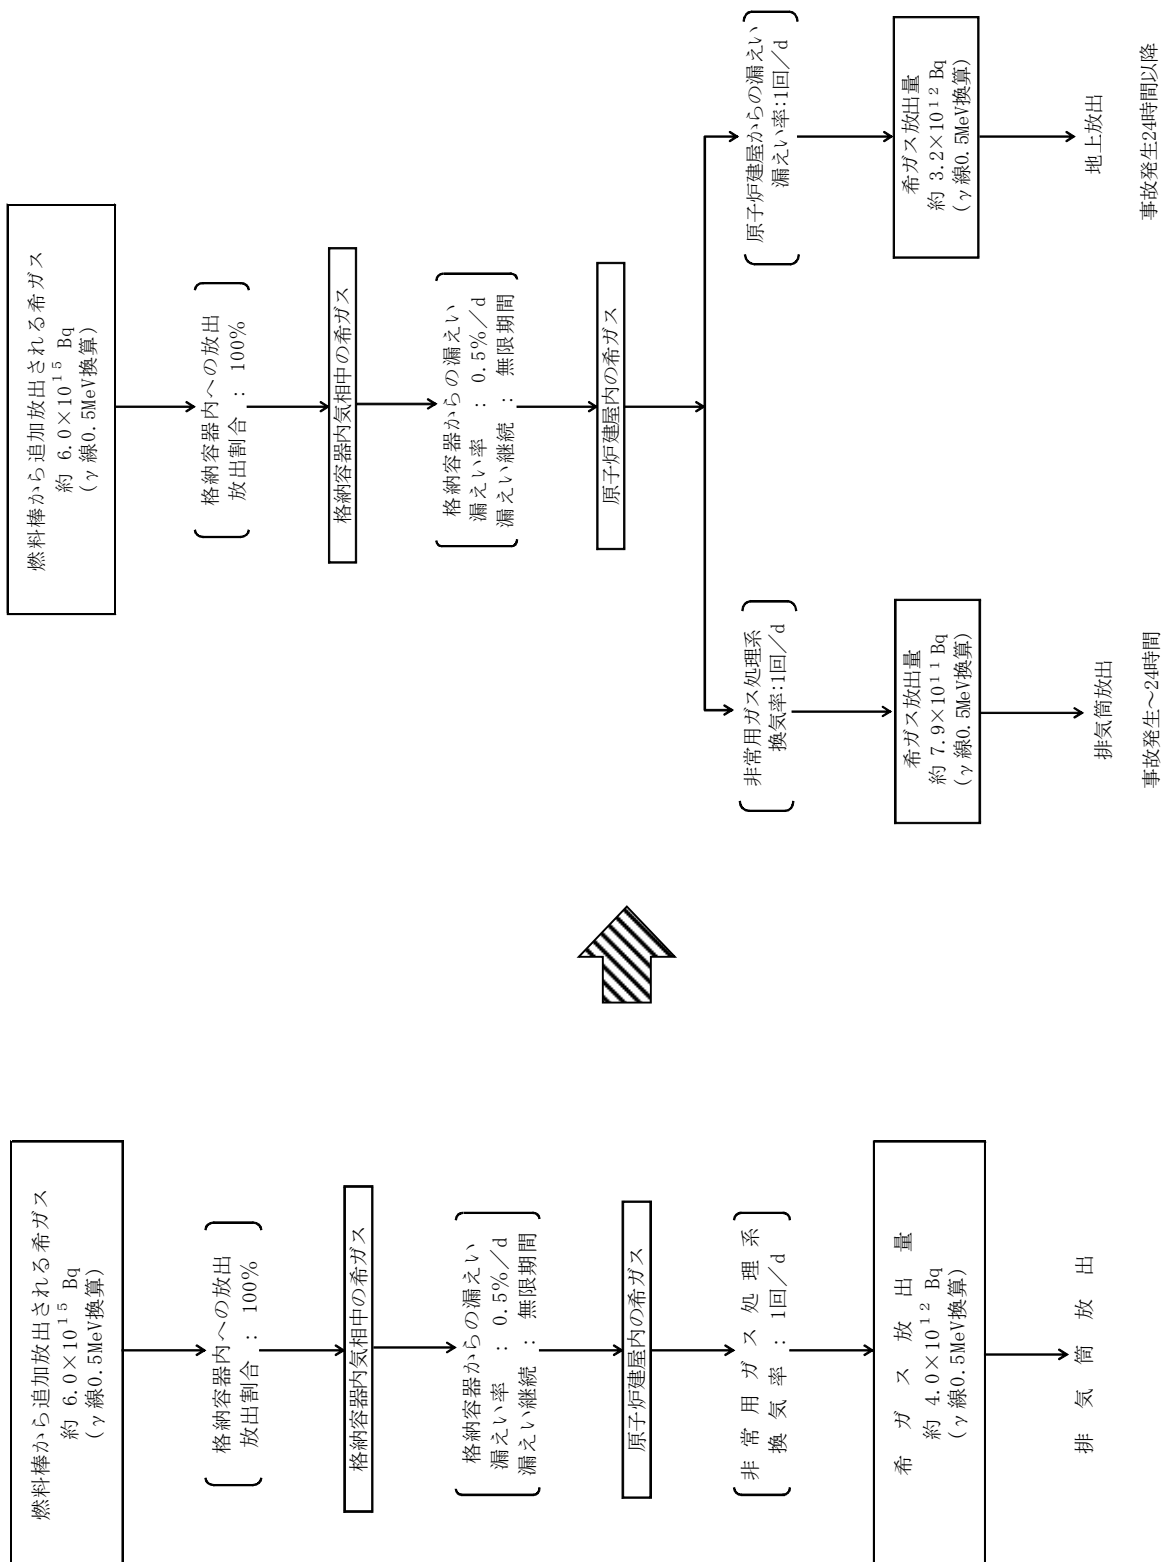 燃料棒から追加放出される希ガス
約 6.0×10¹⁵ Bq
(γ線0.5MeV換算)
格納容器内への放出
放出割合 : 100%
格納容器内気相中の希ガス
格納容器からの漏えい
漏えい率 : 0.5%/d
漏えい継続 : 無限期間
原子炉建屋内の希ガス
非常用ガス処理系
換気率 : 1回/d
希ガス放出量
約 4.0×10¹² Bq
(γ線0.5MeV換算)
排気筒放出
燃料棒から追加放出される希ガス
約 6.0×10¹⁵ Bq
(γ線0.5MeV換算)
格納容器内への放出
放出割合 : 100%
格納容器内気相中の希ガス
格納容器からの漏えい
漏えい率 : 0.5%/d
漏えい継続 : 無限期間
原子炉建屋内の希ガス
非常用ガス処理系
換気率:1回/d
希ガス放出量
約 7.9×10¹¹ Bq
(γ線0.5MeV換算)
排気筒放出
事故発生～24時間
原子炉建屋からの漏えい
漏えい率:1回/d
希ガス放出量
約 3.2×10¹² Bq
(γ線0.5MeV換算)
地上放出
事故発生24時間以降